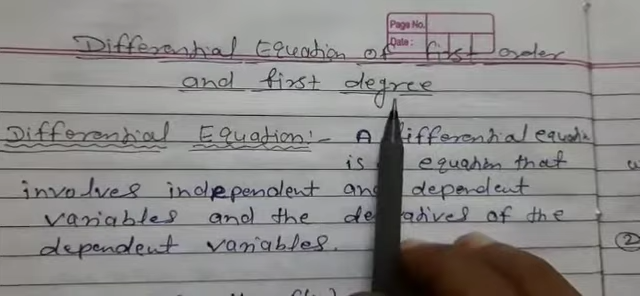 Page No.
Date:
Differential Equation of first order
and first degree
Differential Equation:- A differential equation
is equation that
involves independent and dependent
variables and the derivatives of the
dependent variables.
2